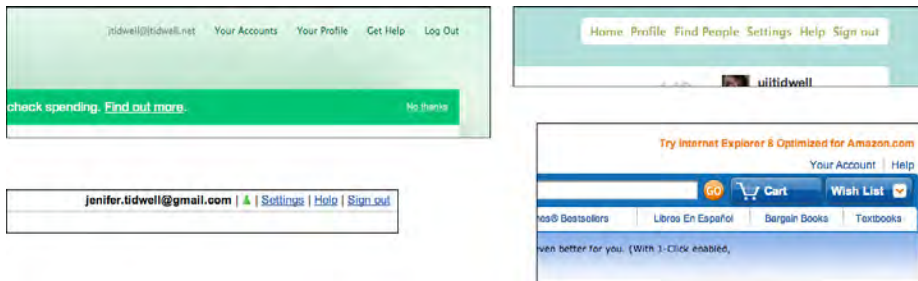 jtidwell@jtidwell.net Your Accounts Your Profile Get Help Log Out
check spending. Find out more. No thanks
jenifer.tidwell@gmail.com | Settings | Help | Sign out
Home Profile Find People Settings Help Sign out
Try Internet Explorer 8 Optimized for Amazon.com
Your Account | Help
GO Cart Wish List
Bestsellers Libros En Español Bargain Books Textbooks
even better for you. (With 1-Click enabled,